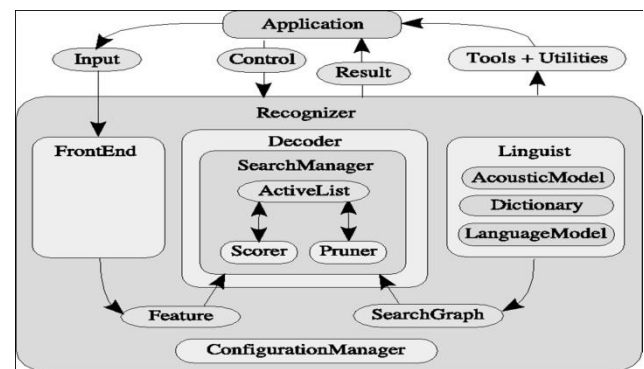 Application
Input
Control
Result
Tools + Utilities
Recognizer
FrontEnd
Decoder
SearchManager
ActiveList
Scorer
Pruner
Linguist
AcousticModel
Dictionary
LanguageModel
Feature
SearchGraph
ConfigurationManager